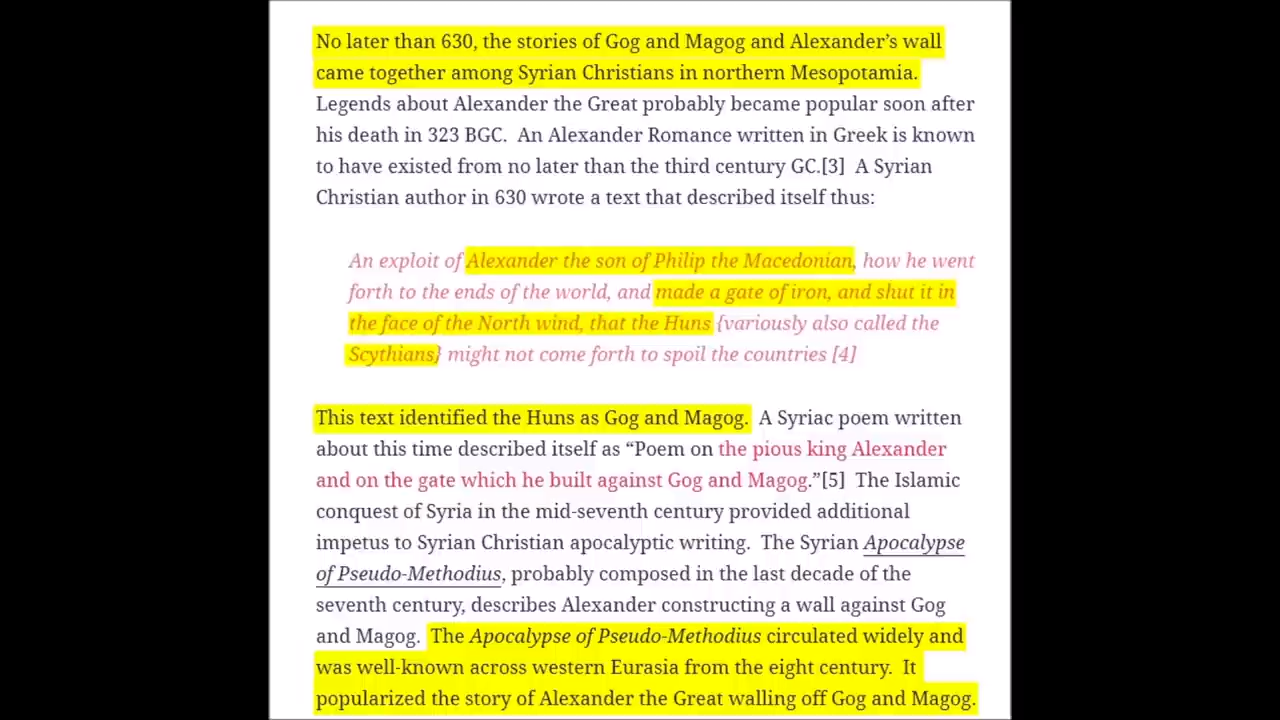 No later than 630, the stories of Gog and Magog and Alexander's wall
came together among Syrian Christians in northern Mesopotamia.
Legends about Alexander the Great probably became popular soon after
his death in 323 BGC.  An Alexander Romance written in Greek is known
to have existed from no later than the third century GC.[3]  A Syrian
Christian author in 630 wrote a text that described itself thus:
An exploit of Alexander the son of Philip the Macedonian, how he went
forth to the ends of the world, and made a gate of iron, and shut it in
the face of the North wind, that the Huns {variously also called the
Scythians} might not come forth to spoil the countries [4]
This text identified the Huns as Gog and Magog.  A Syriac poem written
about this time described itself as “Poem on the pious king Alexander
and on the gate which he built against Gog and Magog.”[5]  The Islamic
conquest of Syria in the mid-seventh century provided additional
impetus to Syrian Christian apocalyptic writing.  The Syrian Apocalypse
of Pseudo-Methodius, probably composed in the last decade of the
seventh century, describes Alexander constructing a wall against Gog
and Magog.  The Apocalypse of Pseudo-Methodius circulated widely and
was well-known across western Eurasia from the eight century.  It
popularized the story of Alexander the Great walling off Gog and Magog.